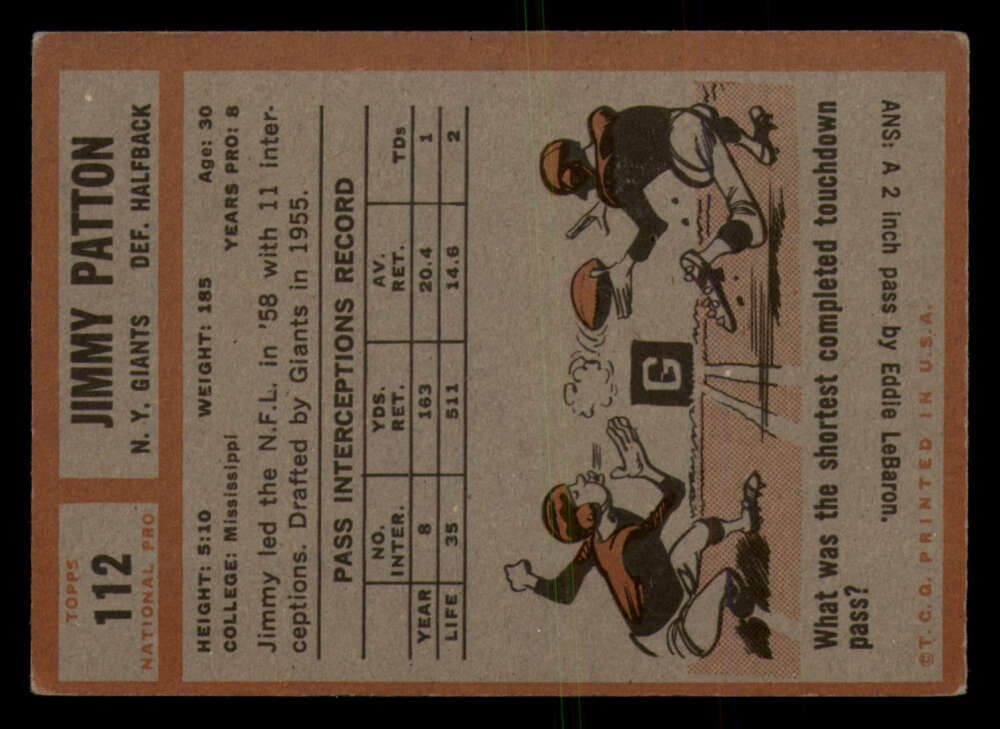 TOPPS
112
NATIONAL PRO
JIMMY PATTON
N. Y. GIANTS DEF. HALFBACK
HEIGHT: 5:10 WEIGHT: 185 Age: 30
COLLEGE: Mississippi YEARS PRO: 8
Jimmy led the N.F.L. in '58 with 11 inter-
ceptions. Drafted by Giants in 1955.
PASS INTERCEPTIONS RECORD
NO. INTER. YDS. RET. AV. RET. TDs
YEAR 8 163 20.4 1
LIFE 35 511 14.6 2
G
What was the shortest completed touchdown
pass?
ANS: A 2 inch pass by Eddie LeBaron.
©T.C.G. PRINTED IN U.S.A.